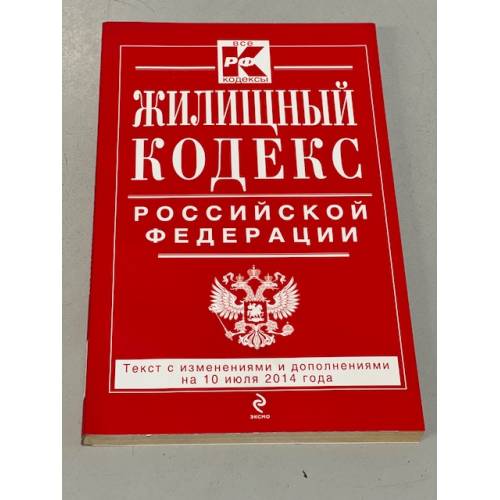 все
РФ К
кодексы
ЖИЛИЩНЫЙ
КОДЕКС
РОССИЙСКОЙ
ФЕДЕРАЦИИ
Текст с изменениями и дополнениями
на 10 июля 2014 года
ЭКСМО